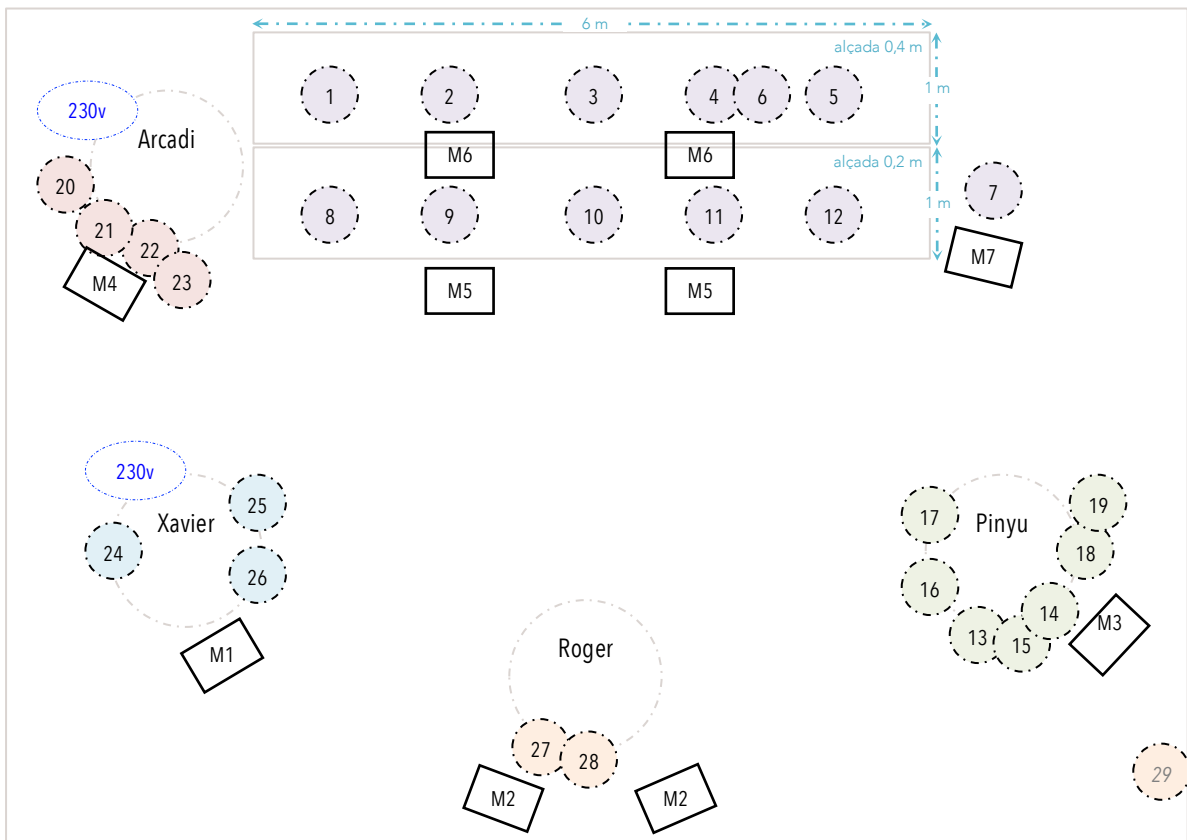 6 m
alçada 0,4 m
1 2 3 4 6 5
1 m
230v
Arcadi
M6 M6
alçada 0,2 m
20
7
1 m
8 9 10 11 12
21
22
23
M4
M5 M5
M7
230v
Xavier
25
24
26
M1
17
Pinyu
19
18
16
14
13
15
M3
Roger
27
28
M2 M2
29